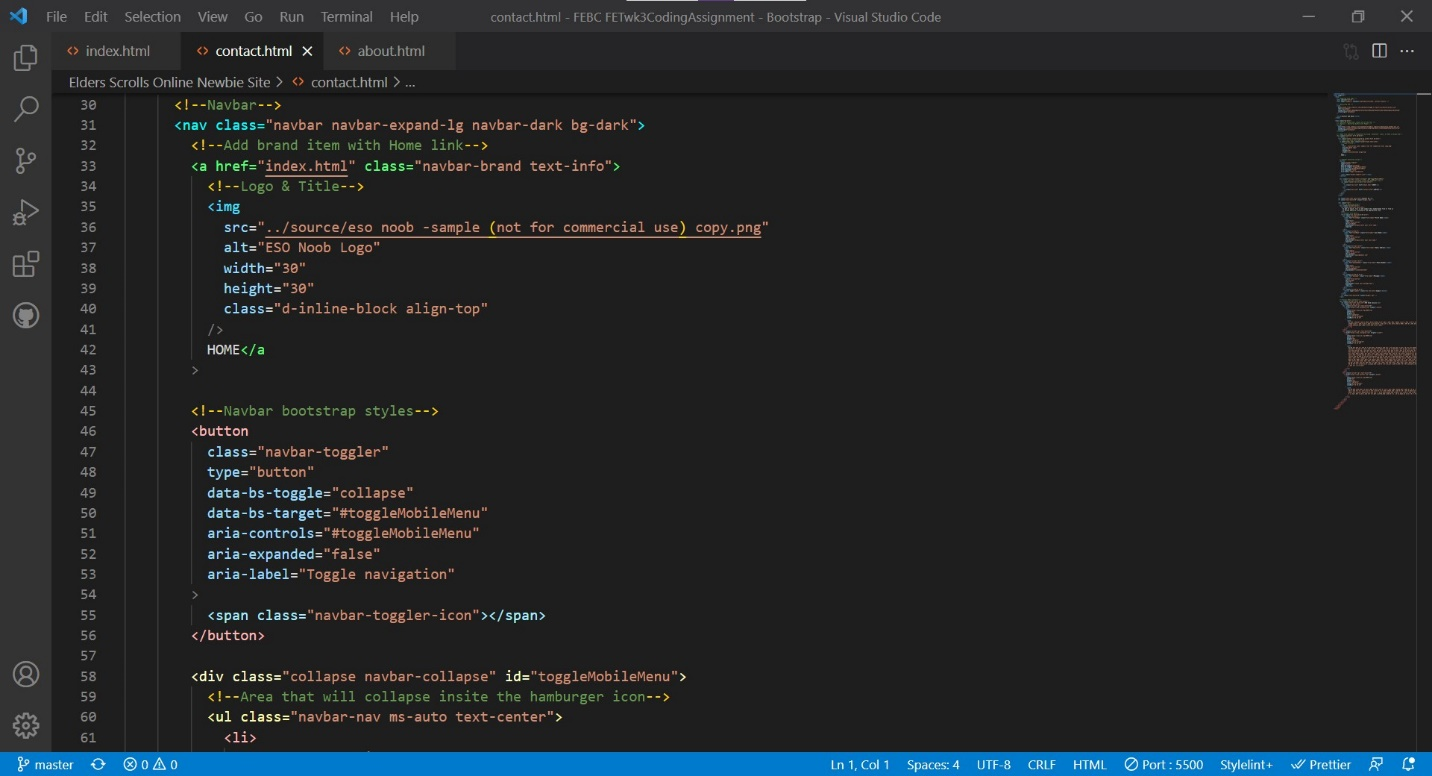 File Edit Selection View Go Run Terminal Help contact.html - FEBC FETwk3CodingAssignment - Bootstrap - Visual Studio Code
<> index.html <> contact.html <> about.html
Elders Scrolls Online Newbie Site > <> contact.html > ...
30 <!--Navbar-->
31 <nav class="navbar navbar-expand-lg navbar-dark bg-dark">
32 <!--Add brand item with Home link-->
33 <a href="index.html" class="navbar-brand text-info">
34 <!--Logo & Title-->
35 <img
36 src="../source/eso noob -sample (not for commercial use) copy.png"
37 alt="ESO Noob Logo"
38 width="30"
39 height="30"
40 class="d-inline-block align-top"
41 />
42 HOME</a
43 >
44
45 <!--Navbar bootstrap styles-->
46 <button
47 class="navbar-toggler"
48 type="button"
49 data-bs-toggle="collapse"
50 data-bs-target="#toggleMobileMenu"
51 aria-controls="#toggleMobileMenu"
52 aria-expanded="false"
53 aria-label="Toggle navigation"
54 >
55 <span class="navbar-toggler-icon"></span>
56 </button>
57
58 <div class="collapse navbar-collapse" id="toggleMobileMenu">
59 <!--Area that will collapse insite the hamburger icon-->
60 <ul class="navbar-nav ms-auto text-center">
61 <li>
master 0 0 Ln 1, Col 1 Spaces: 4 UTF-8 CRLF HTML Port : 5500 Stylelint+ Prettier